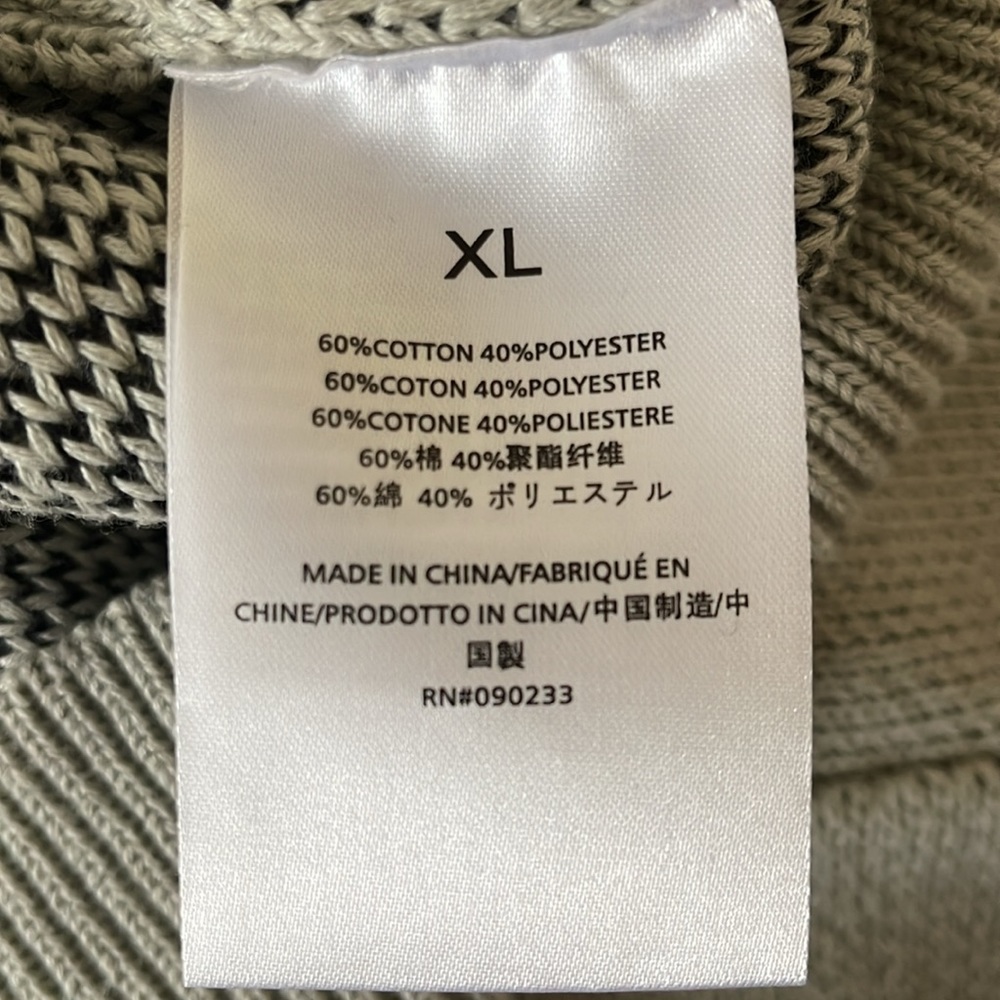 XL
60%COTTON 40%POLYESTER
60%COTON 40%POLYESTER
60%COTONE 40%POLIESTERE
60%棉 40%聚酯纤维
60%綿 40% ポリエステル
MADE IN CHINA/FABRIQUÉ EN
CHINE/PRODOTTO IN CINA/中国制造/中
国製
RN#090233